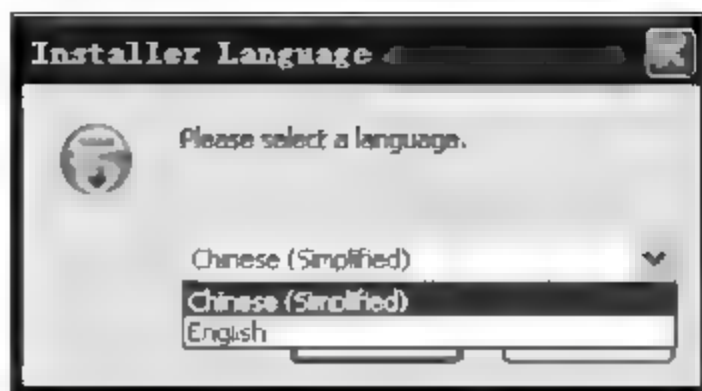 Installer Language
Please select a language.
Chinese (Simplified)
Chinese (Simplified)
English